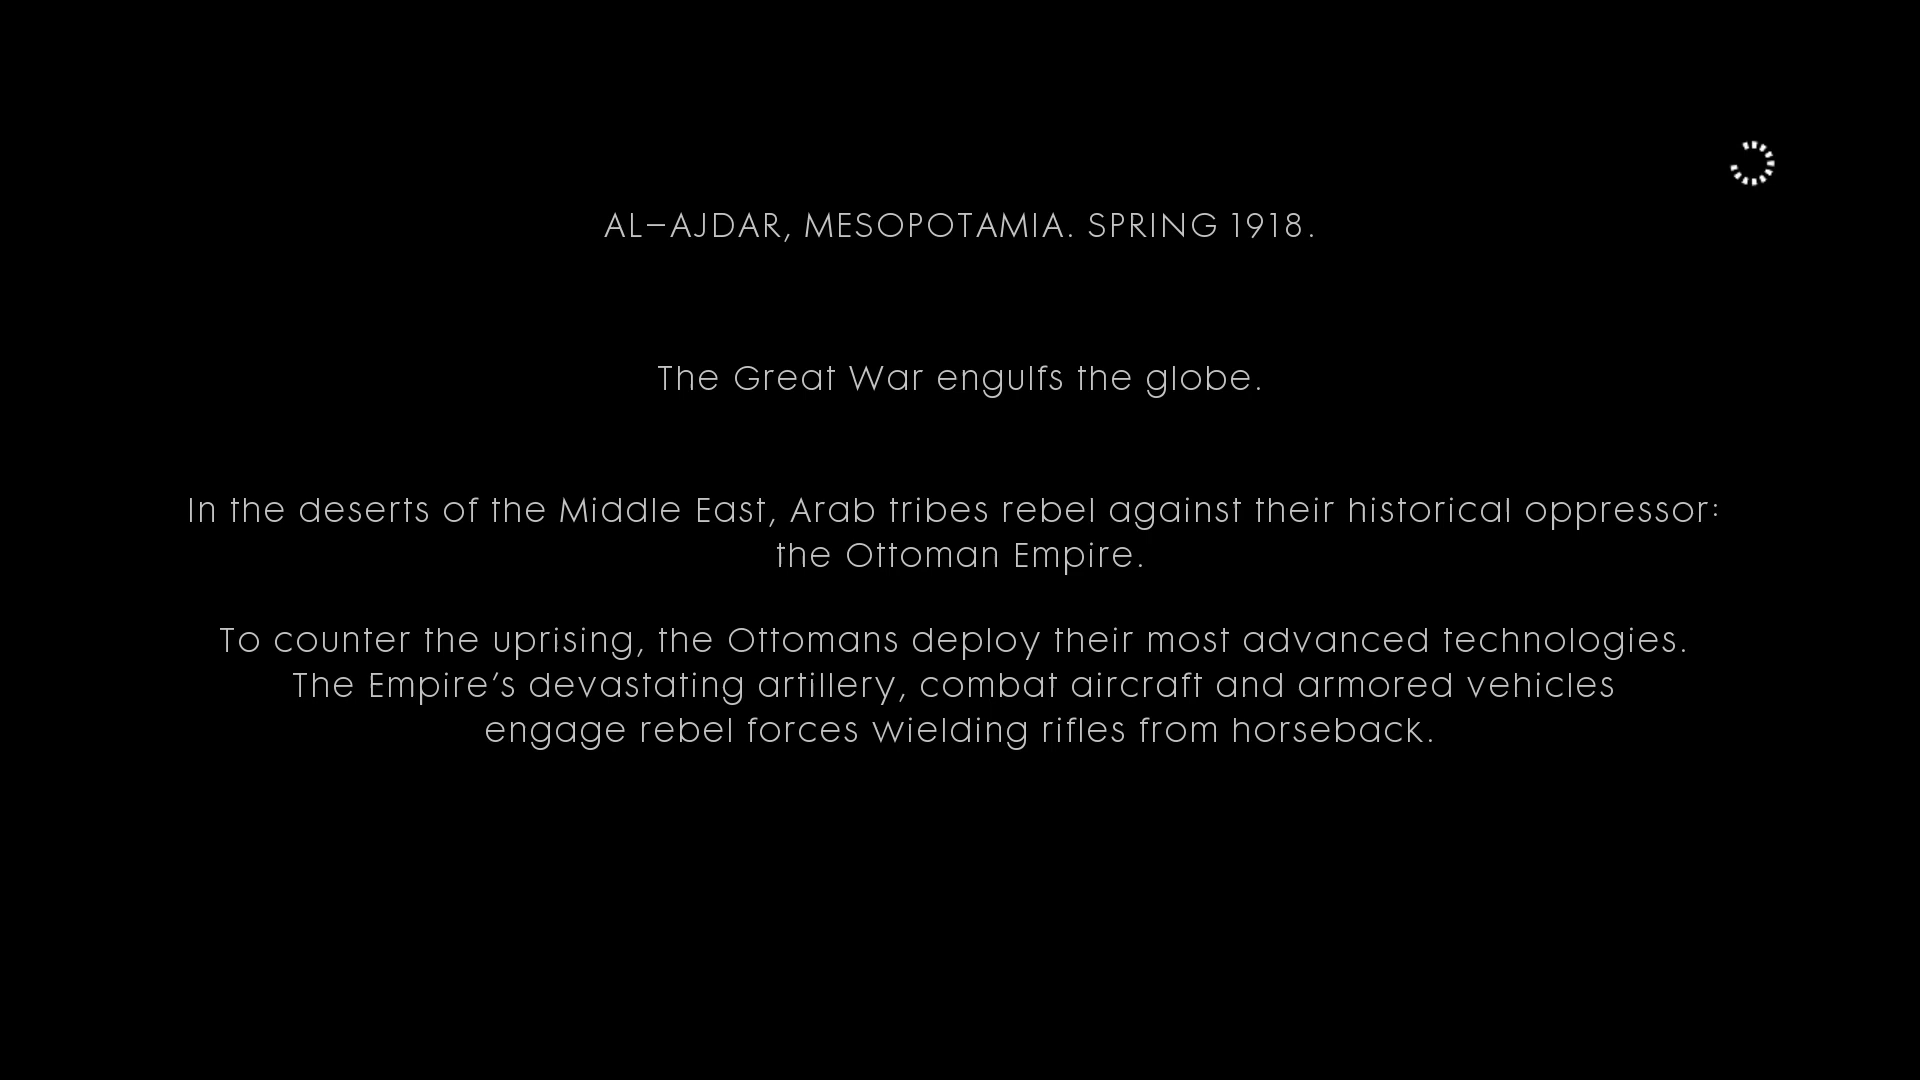 AL–AJDAR, MESOPOTAMIA. SPRING 1918.
The Great War engulfs the globe.
In the deserts of the Middle East, Arab tribes rebel against their historical oppressor:
the Ottoman Empire.
To counter the uprising, the Ottomans deploy their most advanced technologies.
The Empire’s devastating artillery, combat aircraft and armored vehicles
engage rebel forces wielding rifles from horseback.